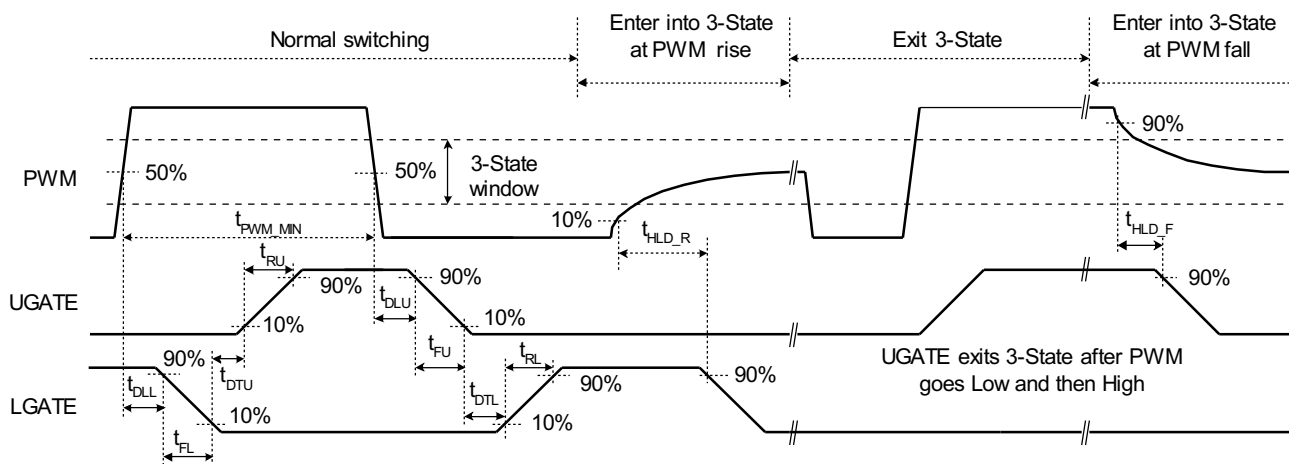 Normal switching
Enter into 3-State
at PWM rise
Exit 3-State
Enter into 3-State
at PWM fall
PWM
50%
50%
3-State
window
10%
90%
tPWM_MIN
tHLD_R
tHLD_F
tRU
UGATE
90%
90%
90%
tDLU
10%
10%
tFU
tRL
tDTU
UGATE exits 3-State after PWM
goes Low and then High
LGATE
90%
90%
90%
tDLL
tDTL
10%
10%
tFL